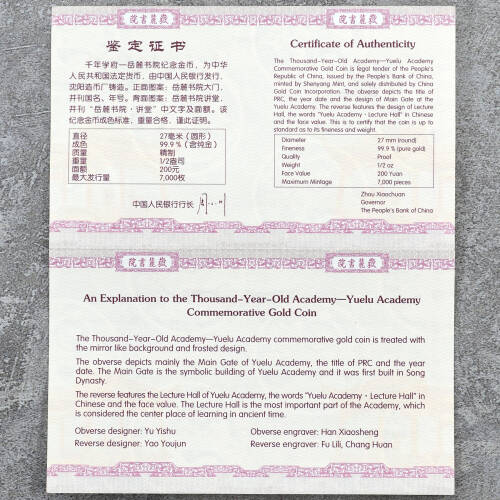 院書麓嶽
院書麓嶽
鉴定证书
千年学府—岳麓书院纪念金币，为中华
人民共和国法定货币，由中国人民银行发行，
沈阳造币厂铸造。正面图案：岳麓书院大门，
并刊国名、年号。背面图案：岳麓书院讲堂，
并刊“岳麓书院·讲堂”中文字及面额。该
纪念金币成色标准、重量合格，谨此证明。
直径 27毫米（圆形）
成色 99.9%（含纯金）
质量 精制
重量 1/2盎司
面额 200元
最大发行量 7,000枚
中国人民银行行长
Certificate of Authenticity
The Thousand-Year-Old Academy—Yuelu Academy
Commemorative Gold Coin is legal tender of the People's
Republic of China, issued by the People's Bank of China,
minted by Shenyang Mint, and solely distributed by China
Gold Coin Incorporation. The obverse depicts the title of
PRC, the year date and the design of Main Gate of the
Yuelu Academy. The reverse features the design of Lecture
Hall, the words "Yuelu Academy·Lecture Hall" in Chinese
and the face value. This is to certify that the coin is up to
standard as to its fineness and weight.
Diameter 27 mm (round)
Fineness 99.9 % (pure gold)
Quality Proof
Weight 1/2 oz
Face Value 200 Yuan
Maximum Mintage 7,000 pieces
Zhou Xiaochuan
Governor
The People's Bank of China
院書麓嶽
院書麓嶽
An Explanation to the Thousand-Year-Old Academy—Yuelu Academy
Commemorative Gold Coin
The Thousand-Year-Old Academy—Yuelu Academy commemorative gold coin is treated with
the mirror like background and frosted design.
The obverse depicts mainly the Main Gate of Yuelu Academy, the title of PRC and the year
date. The Main Gate is the symbolic building of Yuelu Academy and it was first built in Song
Dynasty.
The reverse features the Lecture Hall of Yuelu Academy, the words "Yuelu Academy·Lecture Hall" in
Chinese and the face value. The Lecture Hall is the most important part of the Academy, which
is considered the center place of learning in ancient time.
Obverse designer: Yu Yishu Obverse engraver: Han Xiaosheng
Reverse designer: Yao Youjun Reverse engraver: Fu Lili, Chang Huan